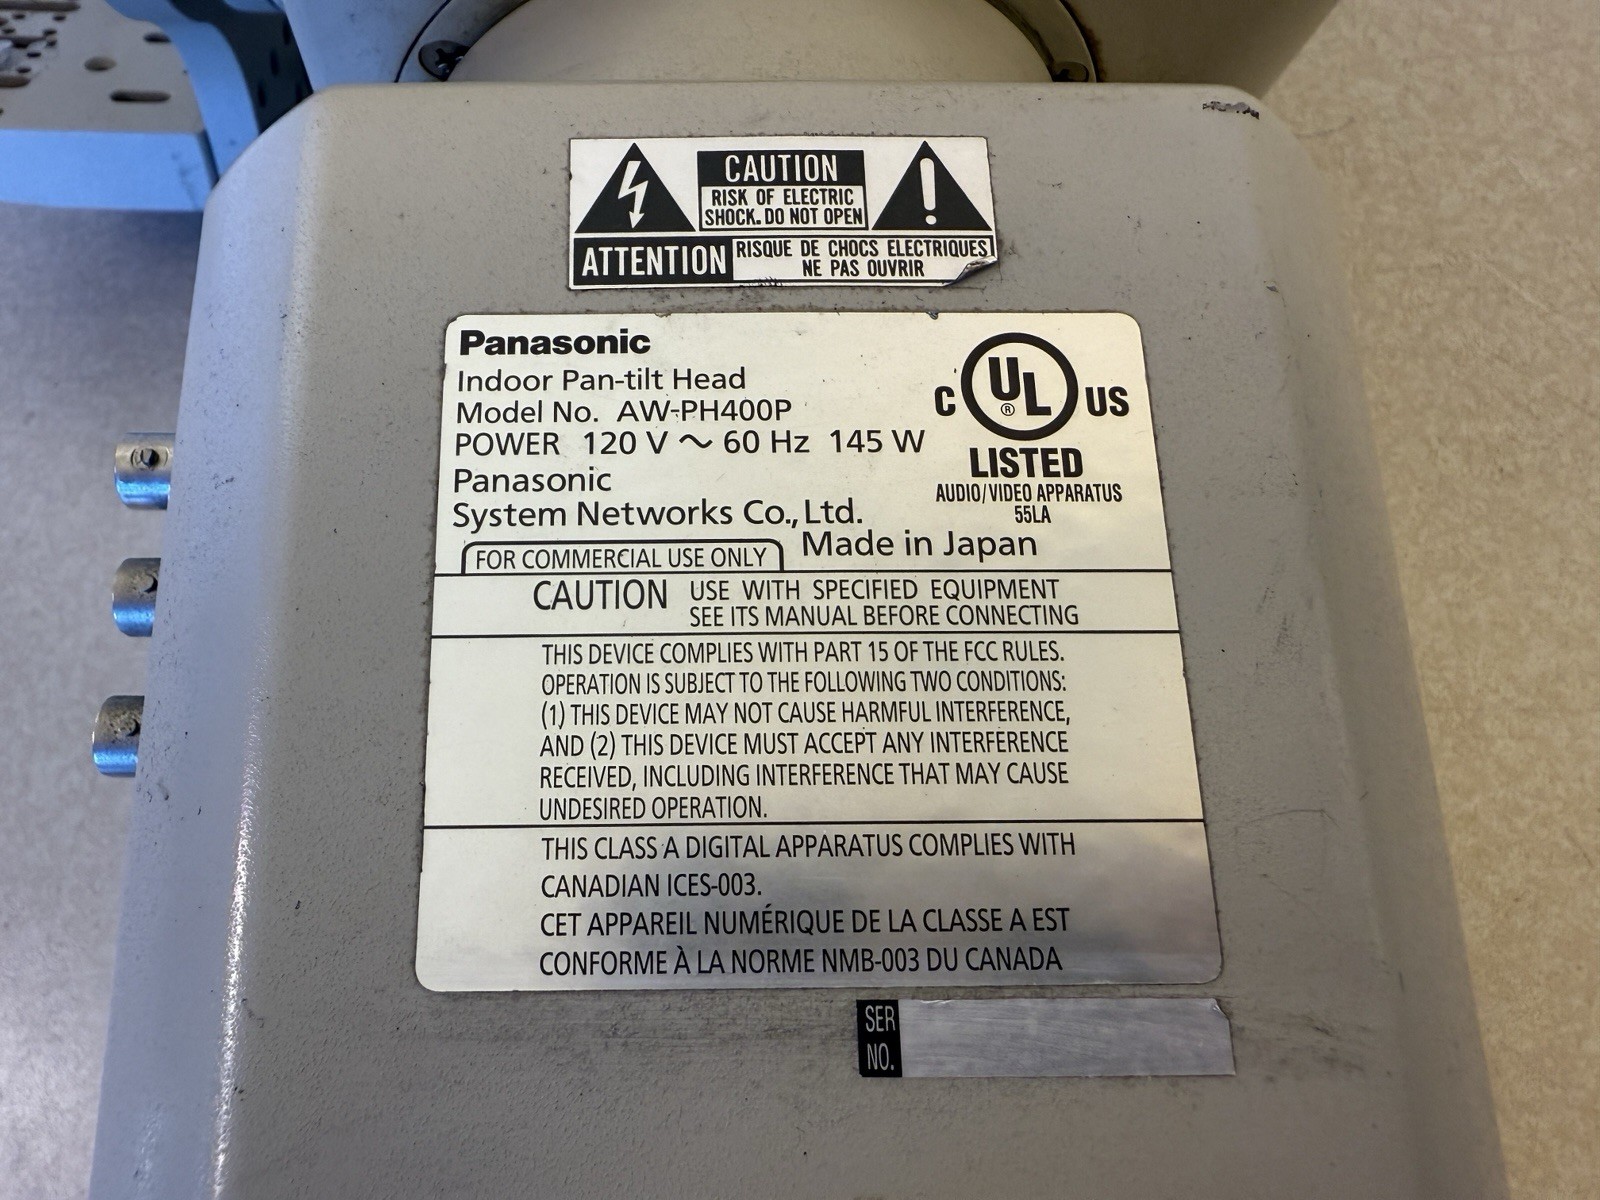 CAUTION
RISK OF ELECTRIC
SHOCK. DO NOT OPEN
ATTENTION
RISQUE DE CHOCS ELECTRIQUES
NE PAS OUVRIR
Panasonic
Indoor Pan-tilt Head
Model No. AW-PH400P
POWER 120 V ~ 60 Hz 145 W
Panasonic
System Networks Co., Ltd.
C UL ® US
LISTED
AUDIO/VIDEO APPARATUS
55LA
FOR COMMERCIAL USE ONLY
Made in Japan
CAUTION
USE WITH SPECIFIED EQUIPMENT
SEE ITS MANUAL BEFORE CONNECTING
THIS DEVICE COMPLIES WITH PART 15 OF THE FCC RULES.
OPERATION IS SUBJECT TO THE FOLLOWING TWO CONDITIONS:
(1) THIS DEVICE MAY NOT CAUSE HARMFUL INTERFERENCE,
AND (2) THIS DEVICE MUST ACCEPT ANY INTERFERENCE
RECEIVED, INCLUDING INTERFERENCE THAT MAY CAUSE
UNDESIRED OPERATION.
THIS CLASS A DIGITAL APPARATUS COMPLIES WITH
CANADIAN ICES-003.
CET APPAREIL NUMÉRIQUE DE LA CLASSE A EST
CONFORME À LA NORME NMB-003 DU CANADA
SER
NO.